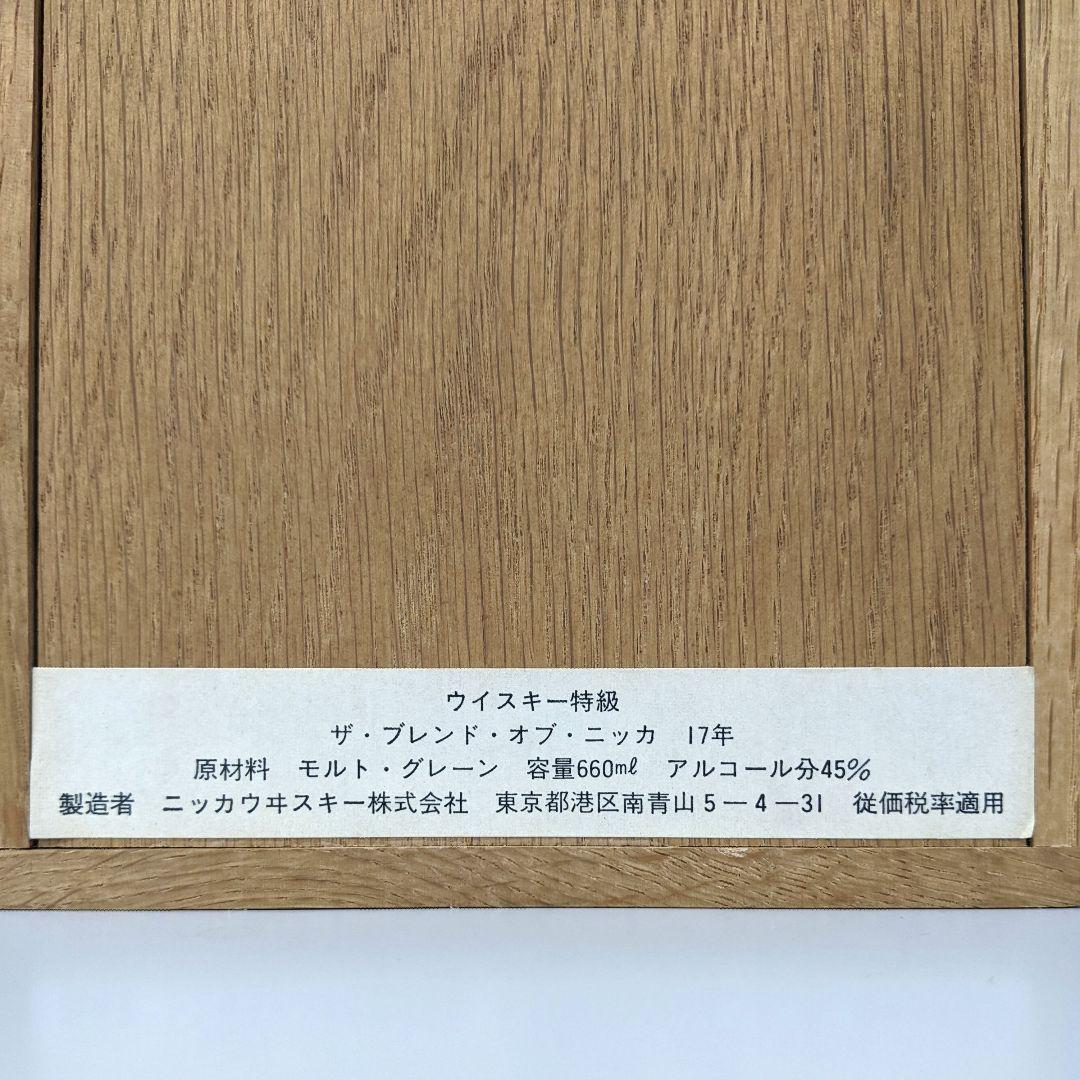 ウイスキー特級
ザ・ブレンド・オブ・ニッカ 17年
原材料 モルト・グレーン 容量660㎖ アルコール分45%
製造者 ニッカウヰスキー株式会社 東京都港区南青山5―4―31 従価税率適用